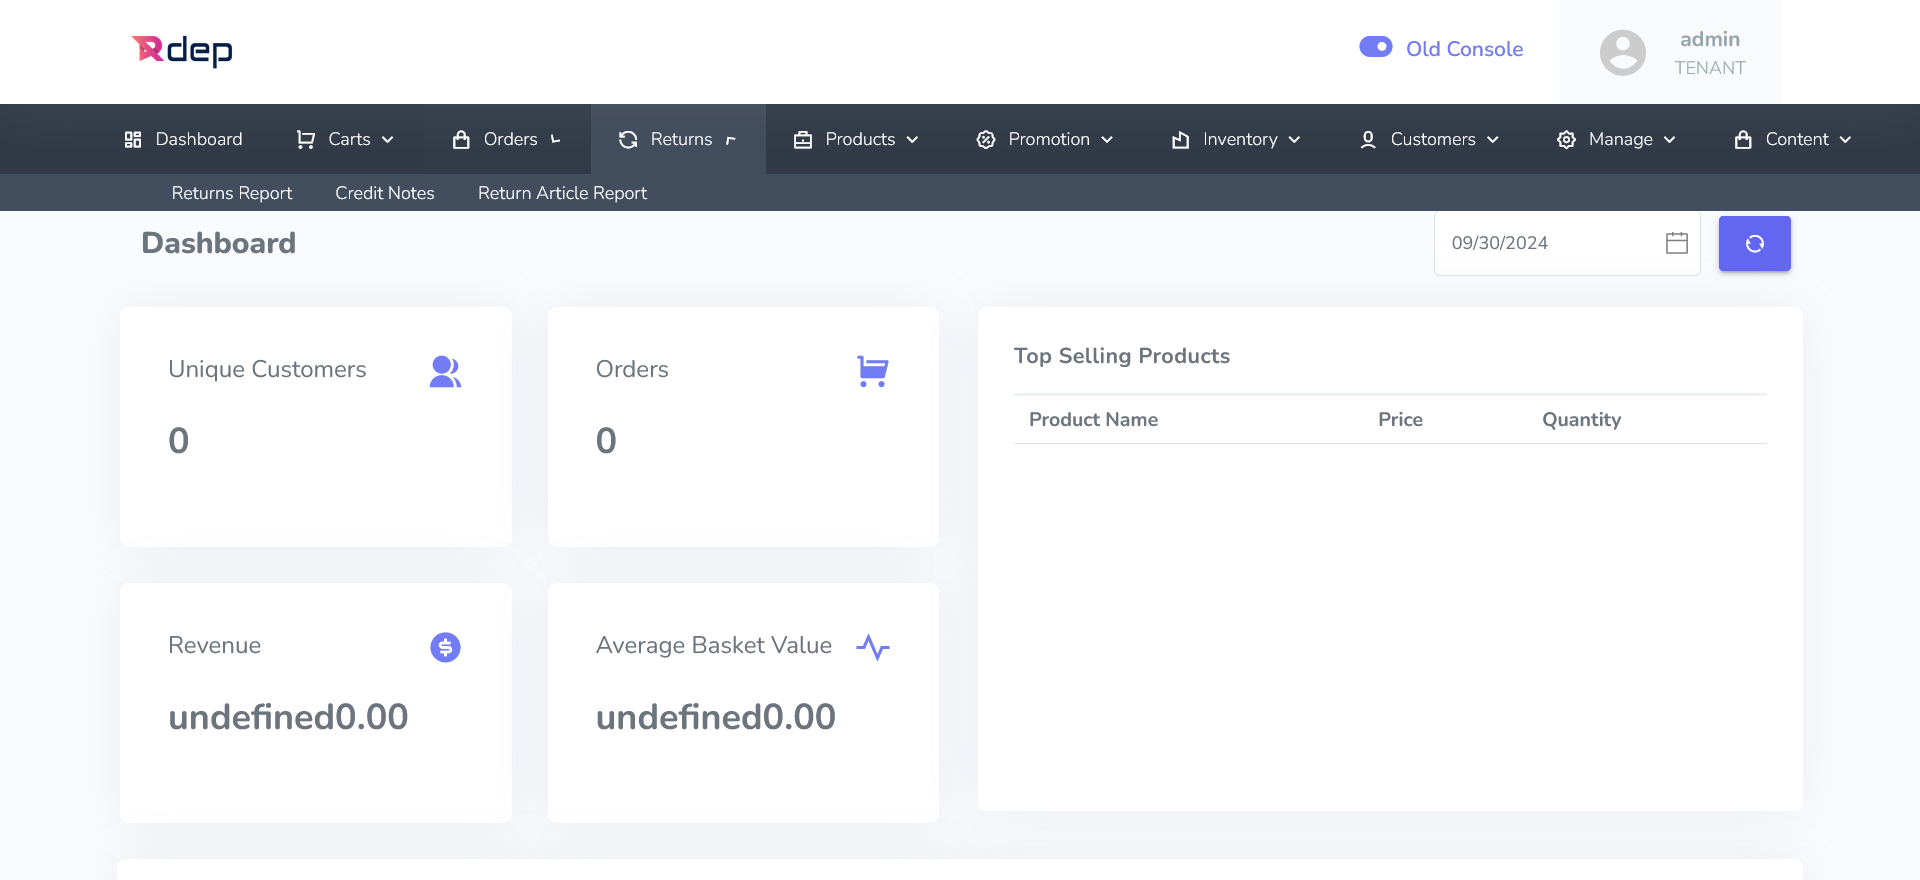 Rdep
Old Console
admin
TENANT
Dashboard Carts Orders Returns Products Promotion Inventory Customers Manage Content
Returns Report Credit Notes Return Article Report
Dashboard
09/30/2024
Unique Customers
0
Orders
0
Top Selling Products
Product Name Price Quantity
Revenue
undefined0.00
Average Basket Value
undefined0.00